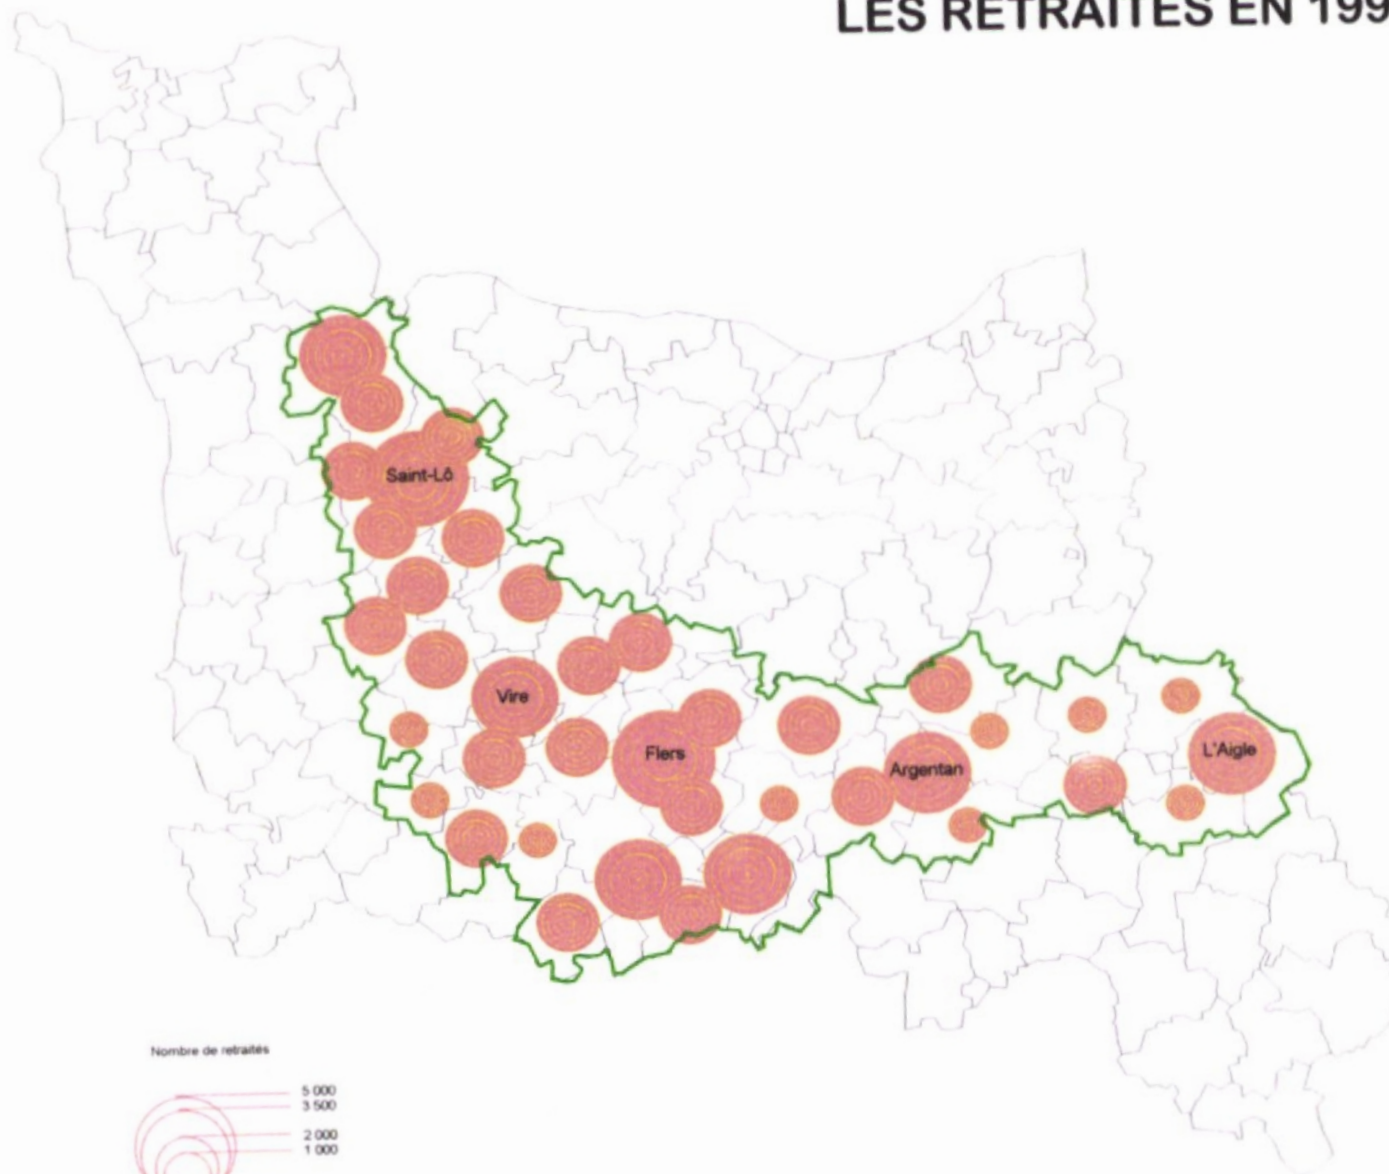 LES RETRAITES EN 199
Saint-Lô
Vire
Flers
Argentan
L'Aigle
Nombre de retraités
5 000
3 500
2 000
1 000